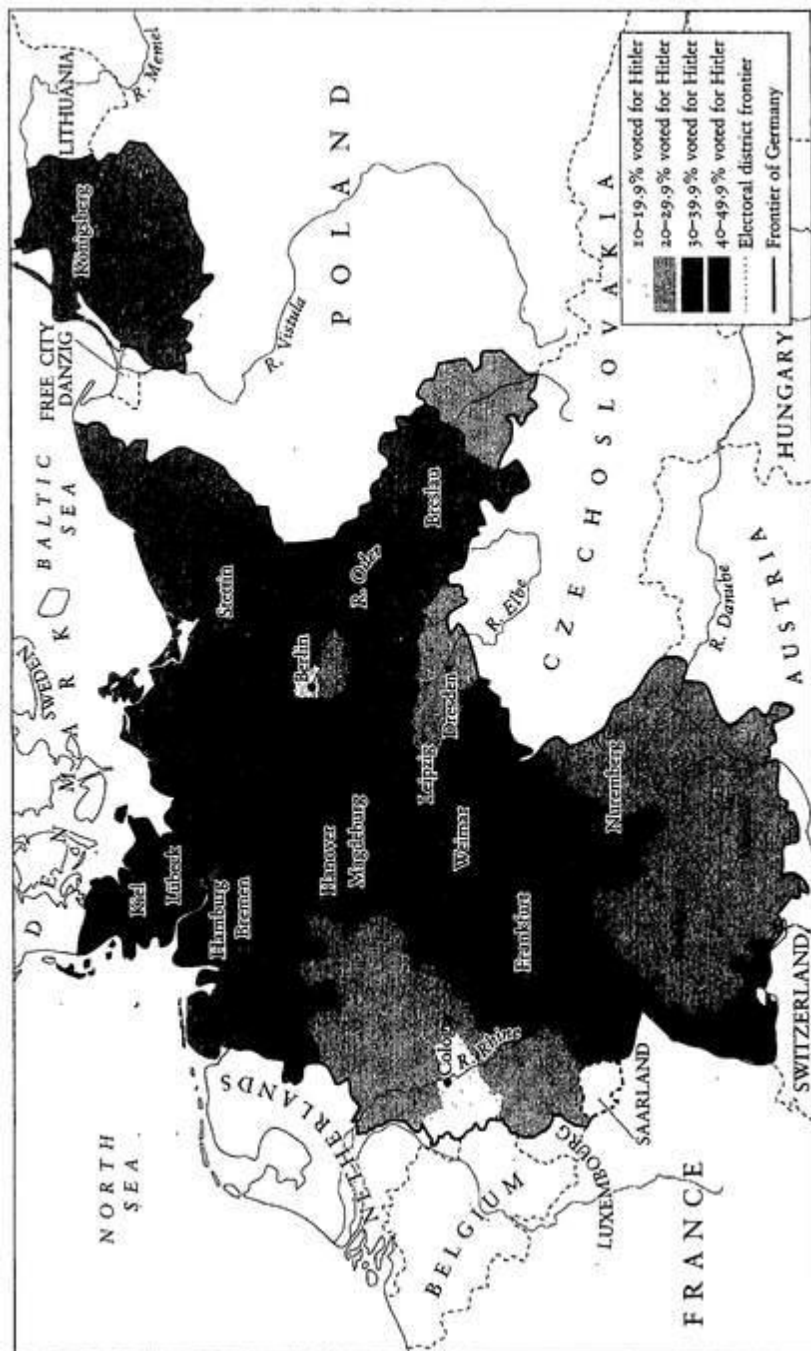 NORTH
SEA
DENMARK
SWEDEN
BALTIC
SEA
LITHUANIA
R. Memel
FREE CITY
DANZIG
Königsberg
Kiel
Lübeck
Hamburg
Bremen
Stettin
NETHERLANDS
Hanover
Magdeburg
Berlin
R. Oder
R. Vistula
POLAND
BELGIUM
R. Rhine
Leipzig
Dresden
Breslau
Weimar
R. Elbe
LUXEMBOURG
Frankfurt
SAARLAND
CZECHOSLOVAKIA
Nuremberg
FRANCE
R. Danube
SWITZERLAND
AUSTRIA
HUNGARY
10–19.9% voted for Hitler
20–29.9% voted for Hitler
30–39.9% voted for Hitler
40–49.9% voted for Hitler
Electoral district frontier
Frontier of Germany